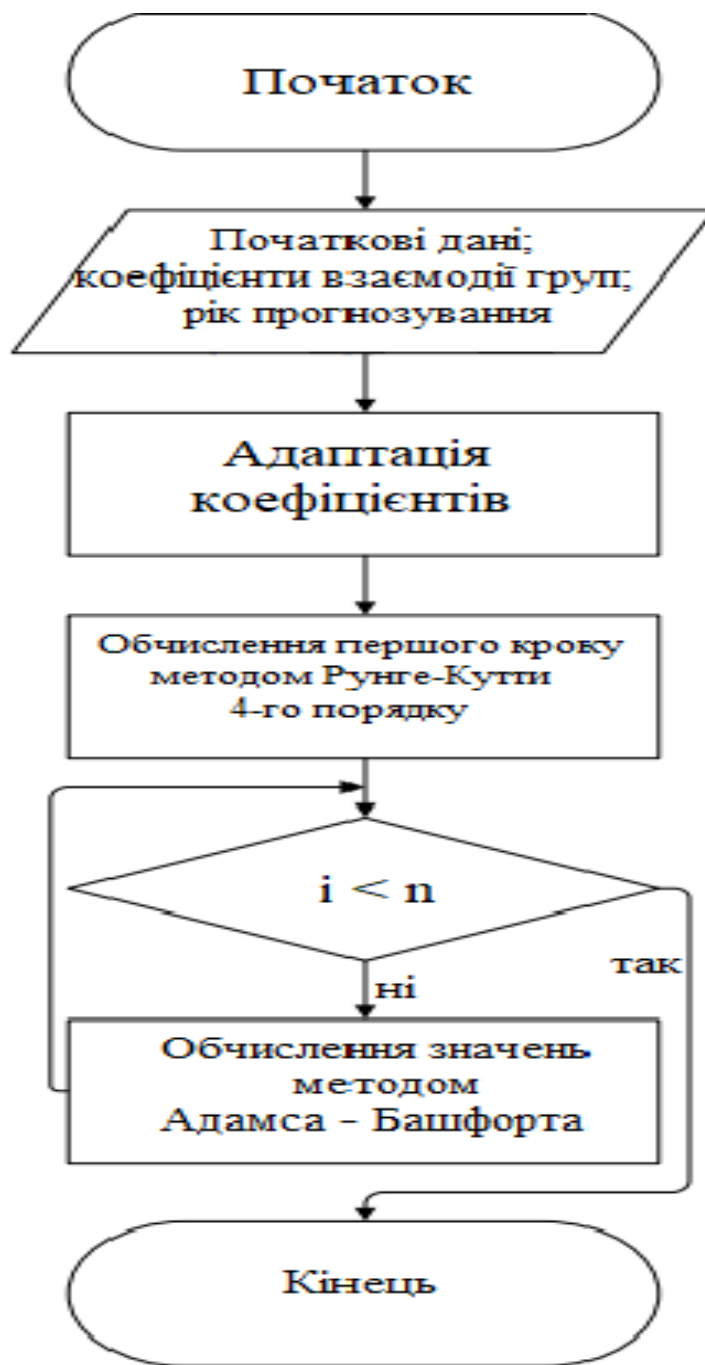 Початок
Початкові дані;
коефіцієнти взаємодії груп;
рік прогнозування
Адаптація
коефіцієнтів
Обчислення першого кроку
методом Рунге-Кутти
4-го порядку
i < n
так
ні
Обчислення значень
методом
Адамса - Башфорта
Кінець